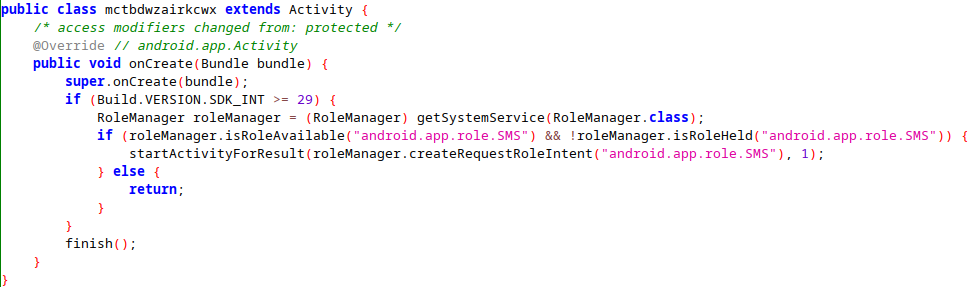 public class mctbdwzairkcwx extends Activity {
    /* access modifiers changed from: protected */
    @Override // android.app.Activity
    public void onCreate(Bundle bundle) {
        super.onCreate(bundle);
        if (Build.VERSION.SDK_INT >= 29) {
            RoleManager roleManager = (RoleManager) getSystemService(RoleManager.class);
            if (roleManager.isRoleAvailable("android.app.role.SMS") && !roleManager.isRoleHeld("android.app.role.SMS")) {
                startActivityForResult(roleManager.createRequestRoleIntent("android.app.role.SMS"), 1);
            } else {
                return;
            }
        }
        finish();
    }
}